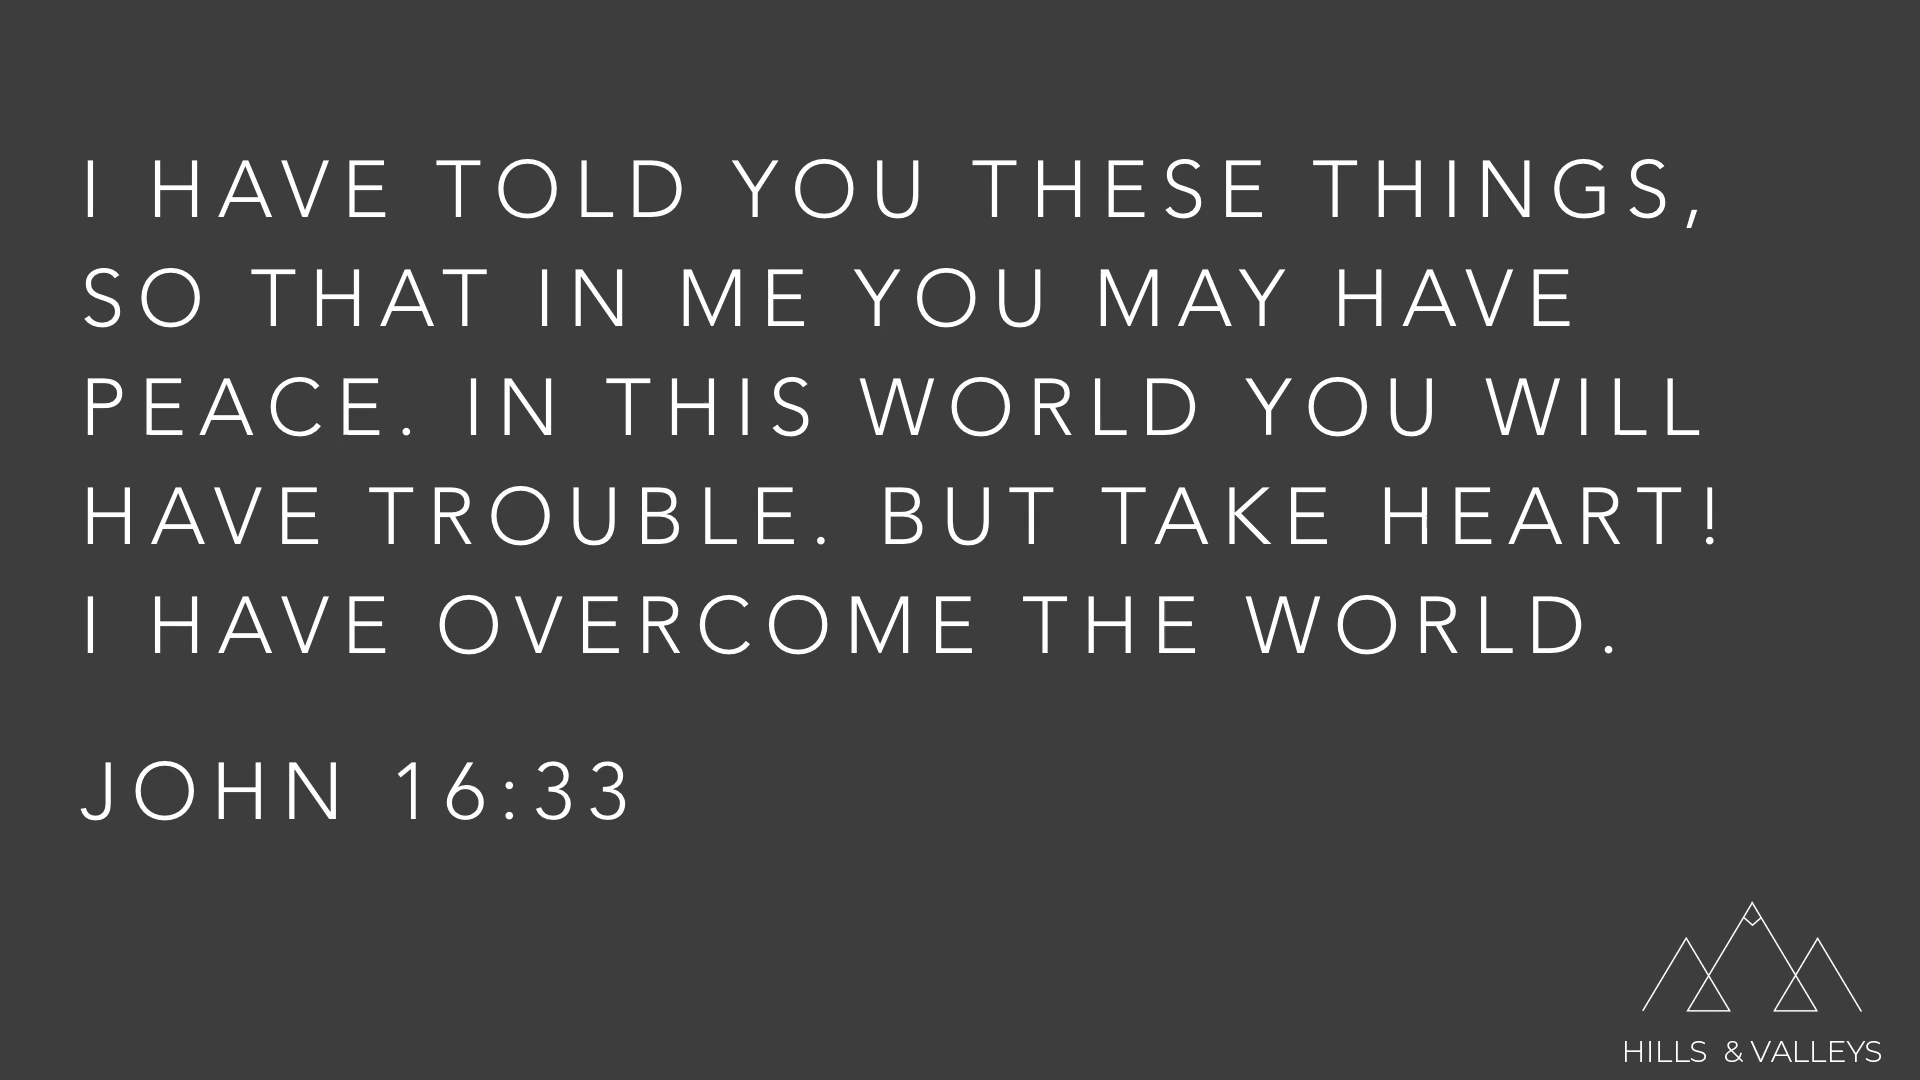 I HAVE TOLD YOU THESE THINGS,
SO THAT IN ME YOU MAY HAVE
PEACE. IN THIS WORLD YOU WILL
HAVE TROUBLE. BUT TAKE HEART!
I HAVE OVERCOME THE WORLD.
JOHN 16:33
HILLS & VALLEYS